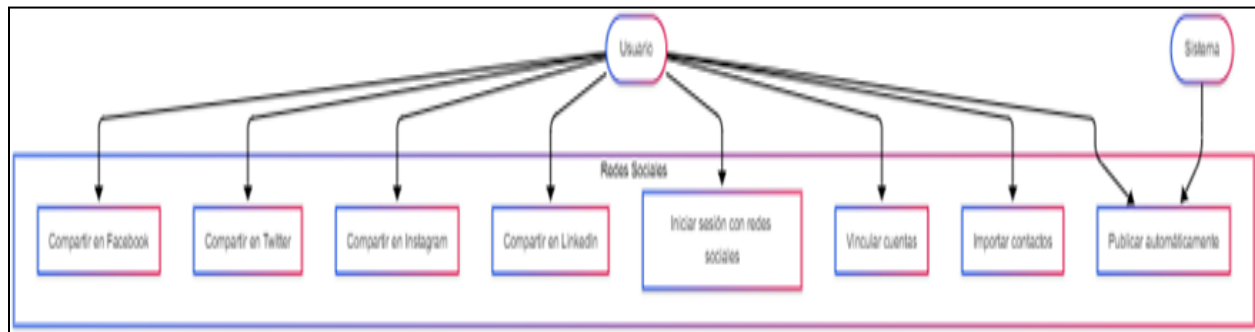 Usuario
Sistema
Redes Sociales
Compartir en Facebook
Compartir en Twitter
Compartir en Instagram
Compartir en LinkedIn
Iniciar sesión con redes
sociales
Vincular cuentas
Importar contactos
Publicar automáticamente